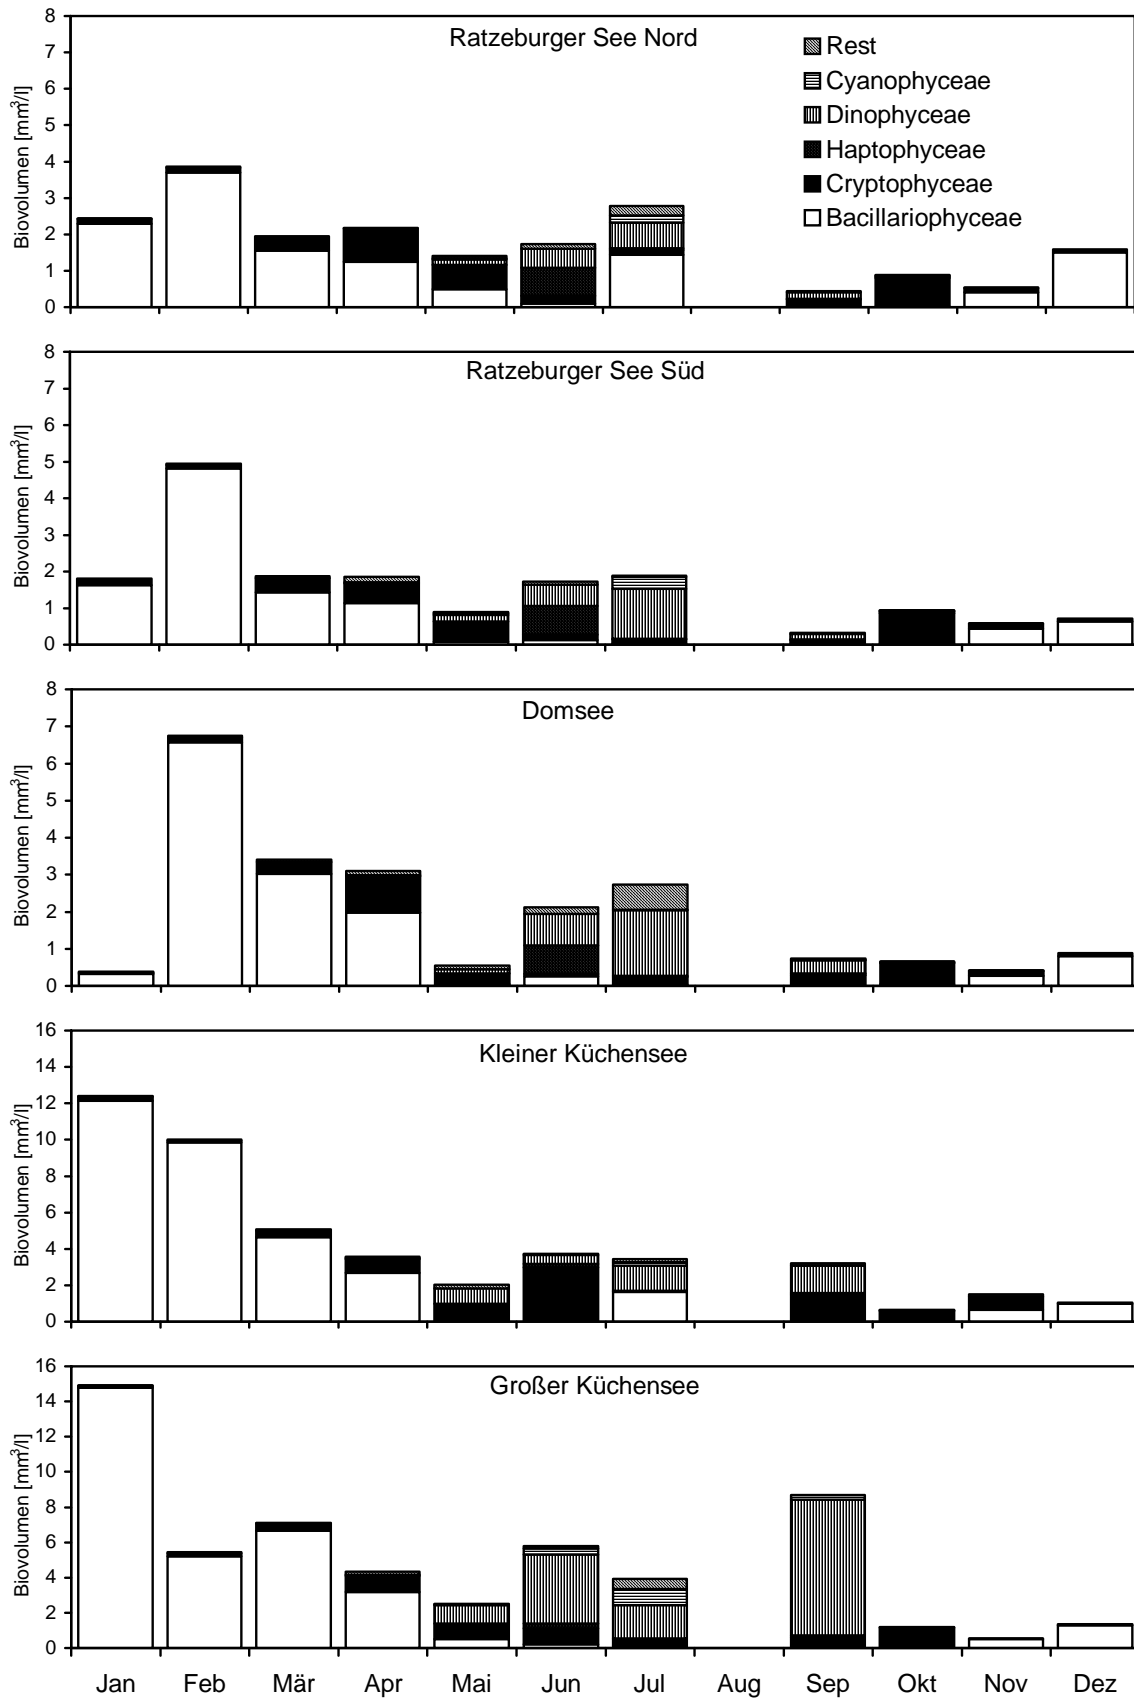 Ratzeburger See Nord
Rest
Cyanophyceae
Dinophyceae
Haptophyceae
Cryptophyceae
Bacillariophyceae
Biovolumen [mm³/l]
8
7
6
5
4
3
2
1
0
Ratzeburger See Süd
Biovolumen [mm³/l]
8
7
6
5
4
3
2
1
0
Domsee
Biovolumen [mm³/l]
8
7
6
5
4
3
2
1
0
Kleiner Küchensee
Biovolumen [mm³/l]
16
14
12
10
8
6
4
2
0
Großer Küchensee
Biovolumen [mm³/l]
16
14
12
10
8
6
4
2
0
Jan Feb Mär Apr Mai Jun Jul Aug Sep Okt Nov Dez